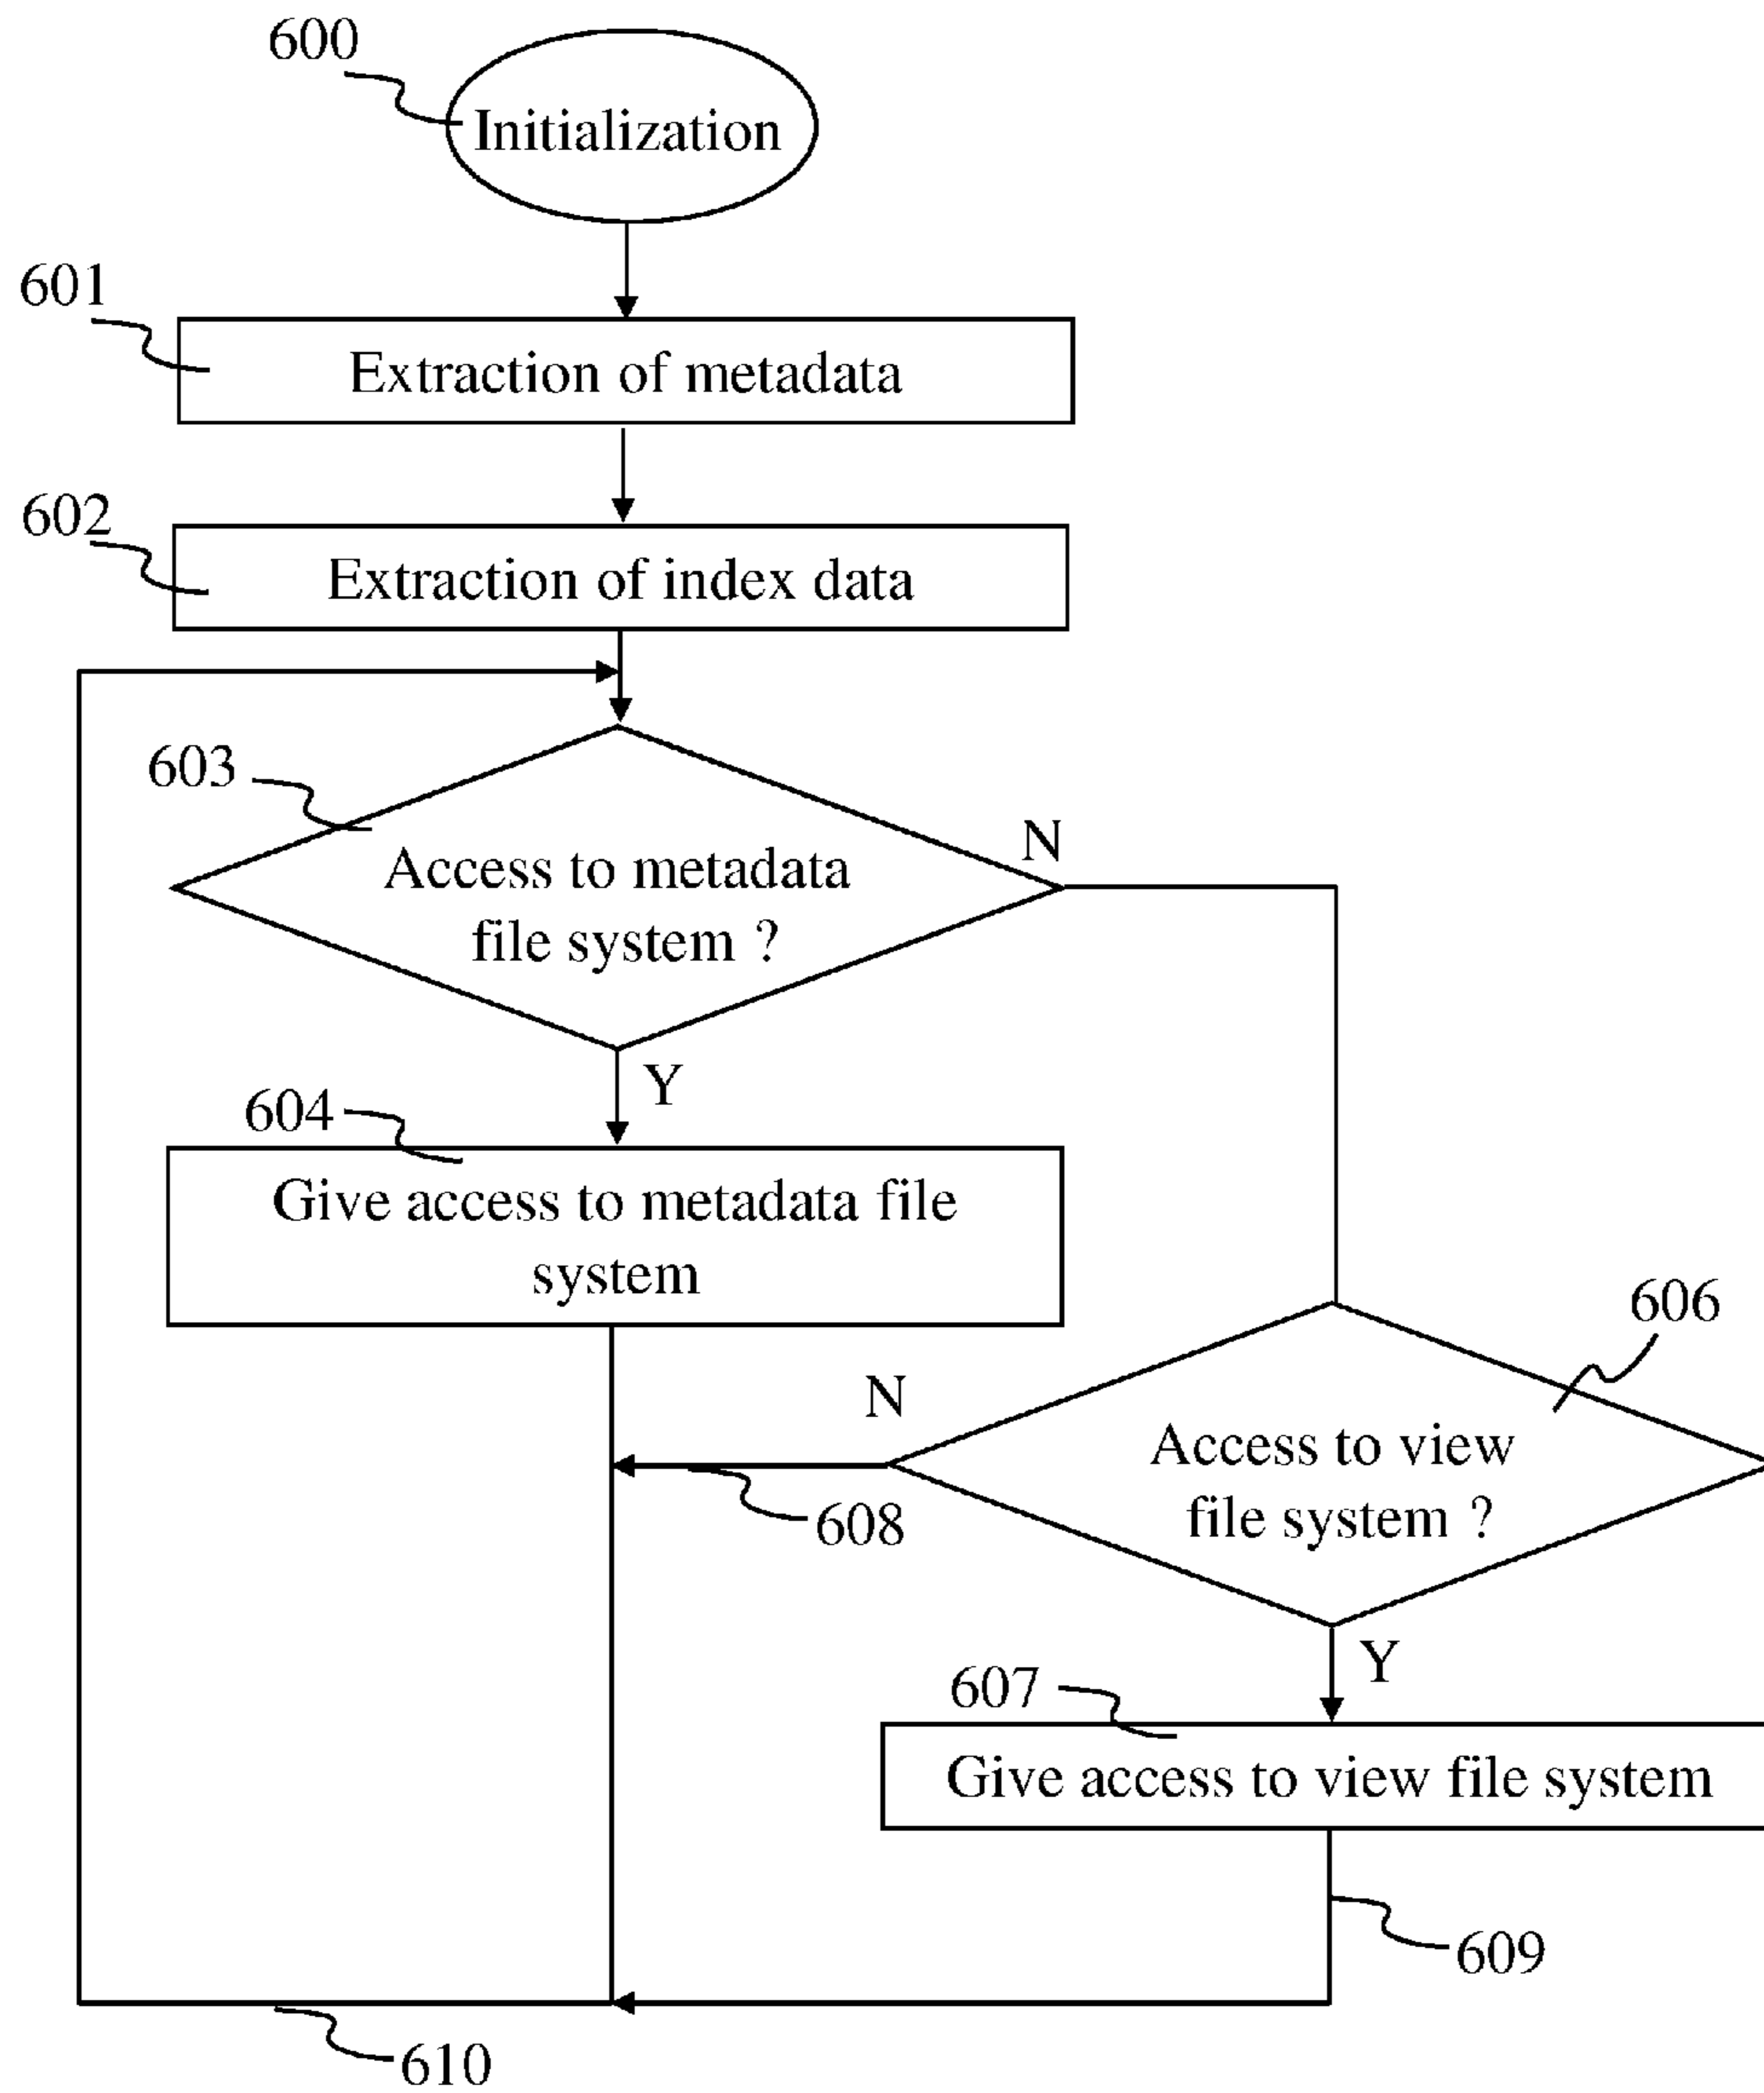 600
Initialization
601
Extraction of metadata
602
Extraction of index data
603
N
Access to metadata
file system ?
Y
604
Give access to metadata file
system
606
N
Access to view
file system ?
608
Y
607
Give access to view file system
609
610